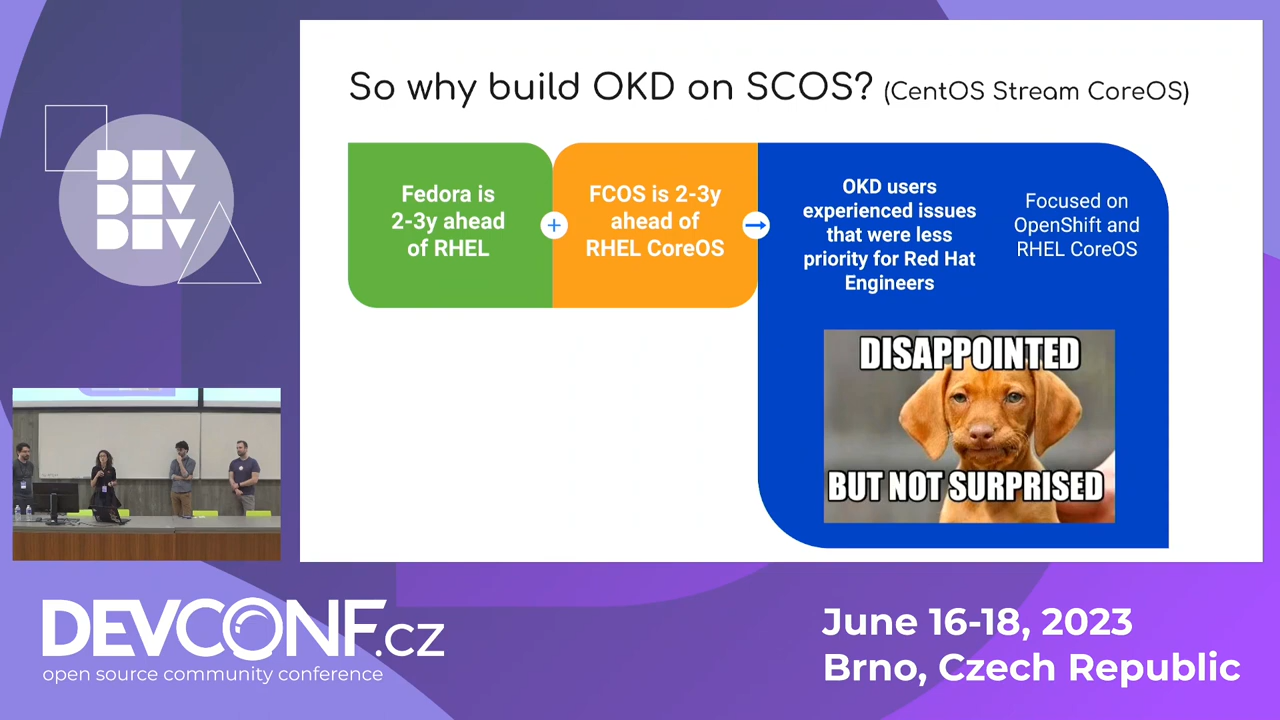 So why build OKD on SCOS? (CentOS Stream CoreOS)
Fedora is
2-3y ahead
of RHEL
+
FCOS is 2-3y
ahead of
RHEL CoreOS
→
OKD users
experienced issues
that were less
priority for Red Hat
Engineers
Focused on
OpenShift and
RHEL CoreOS
DISAPPOINTED
BUT NOT SURPRISED
DEV
DEV
DEV
DEVCONF.cz
open source community conference
June 16-18, 2023
Brno, Czech Republic